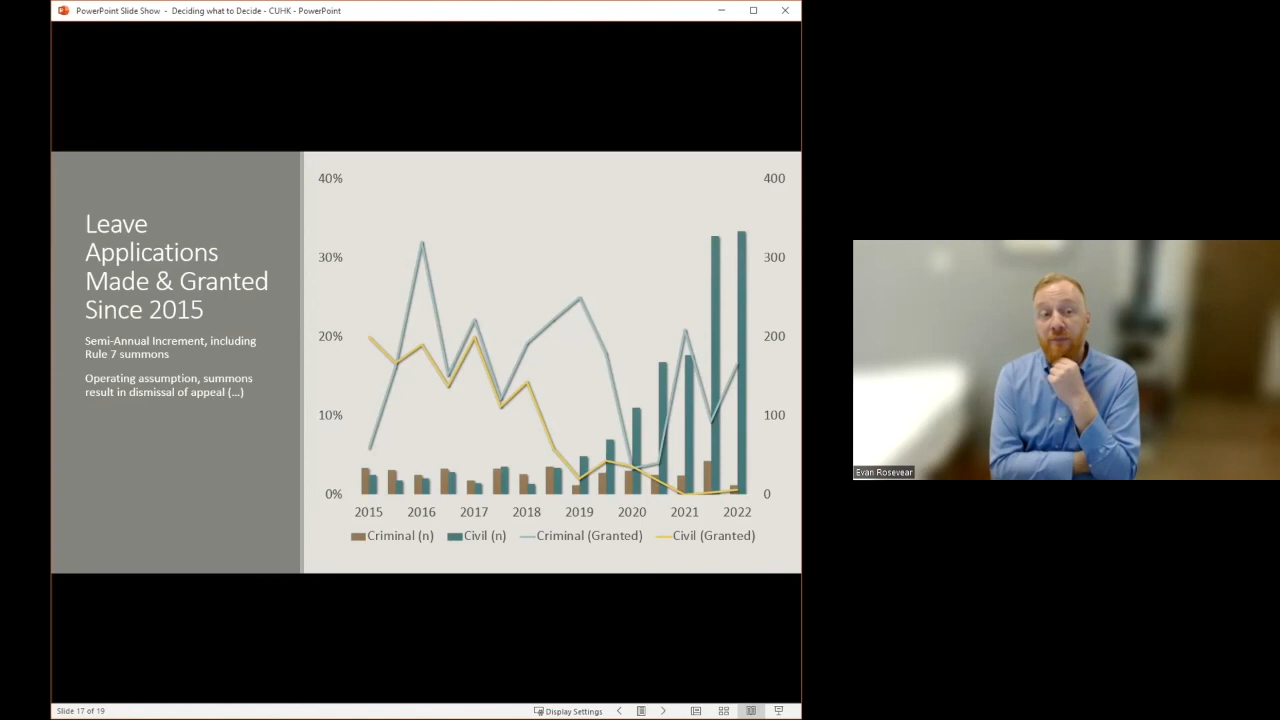 PowerPoint Slide Show - Deciding what to Decide - CUHK - PowerPoint
Leave
Applications
Made & Granted
Since 2015
Semi-Annual Increment, including
Rule 7 summons
Operating assumption, summons
result in dismissal of appeal (...)
40%
30%
20%
10%
0%
400
300
200
100
0
2015 2016 2017 2018 2019 2020 2021 2022
Criminal (n) Civil (n) Criminal (Granted) Civil (Granted)
Evan Rosevear
Slide 17 of 19
Display Settings